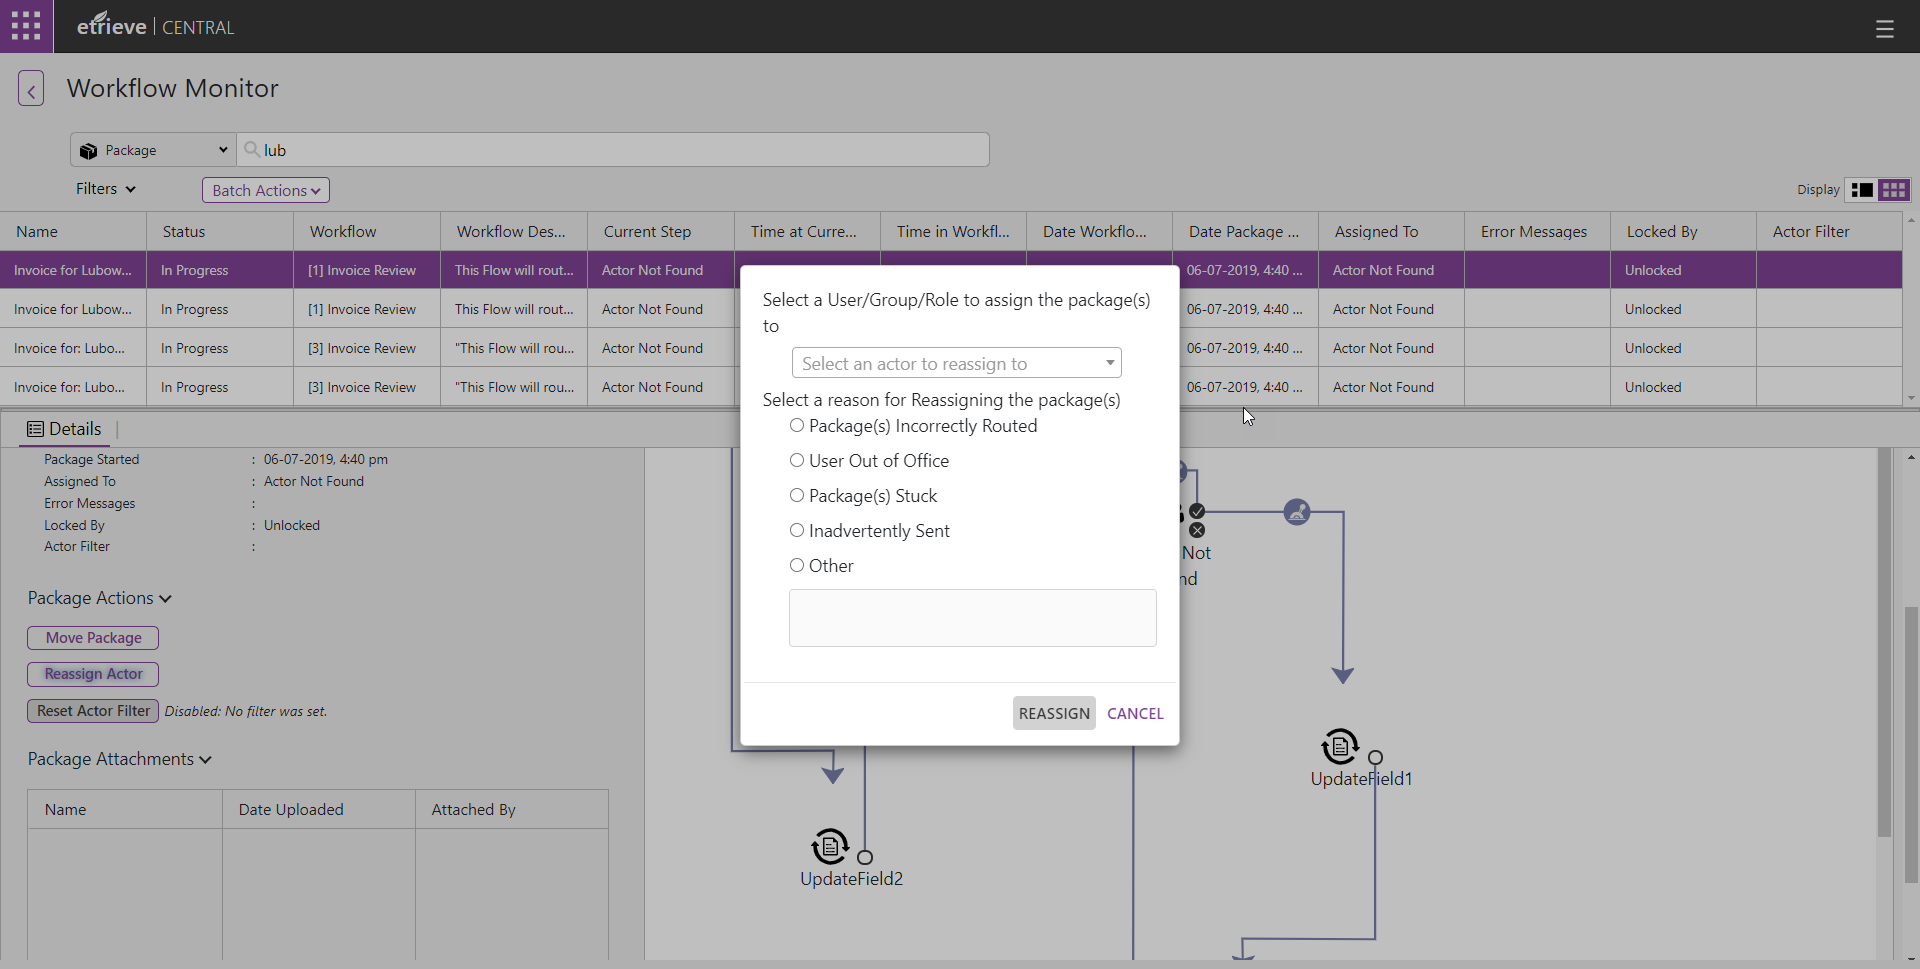 etrieve | CENTRAL
Workflow Monitor
Package
lub
Filters
Batch Actions
Display
Name Status Workflow Workflow Des... Current Step Time at Curre... Time in Workfl... Date Workflo... Date Package ... Assigned To Error Messages Locked By Actor Filter
Invoice for Lubow... In Progress [1] Invoice Review This Flow will rout... Actor Not Found 06-07-2019, 4:40 ... Actor Not Found Unlocked
Invoice for Lubow... In Progress [1] Invoice Review This Flow will rout... Actor Not Found 06-07-2019, 4:40 ... Actor Not Found Unlocked
Invoice for: Lubo... In Progress [3] Invoice Review "This Flow will rou... Actor Not Found 06-07-2019, 4:40 ... Actor Not Found Unlocked
Invoice for: Lubo... In Progress [3] Invoice Review "This Flow will rou... Actor Not Found 06-07-2019, 4:40 ... Actor Not Found Unlocked
Select a User/Group/Role to assign the package(s)
to
Select an actor to reassign to
Select a reason for Reassigning the package(s)
Package(s) Incorrectly Routed
User Out of Office
Package(s) Stuck
Inadvertently Sent
Other
REASSIGN CANCEL
Details
Package Started : 06-07-2019, 4:40 pm
Assigned To : Actor Not Found
Error Messages :
Locked By : Unlocked
Actor Filter :
Package Actions
Move Package
Reassign Actor
Reset Actor Filter Disabled: No filter was set.
Package Attachments
Name Date Uploaded Attached By
Not
nd
UpdateField1
UpdateField2